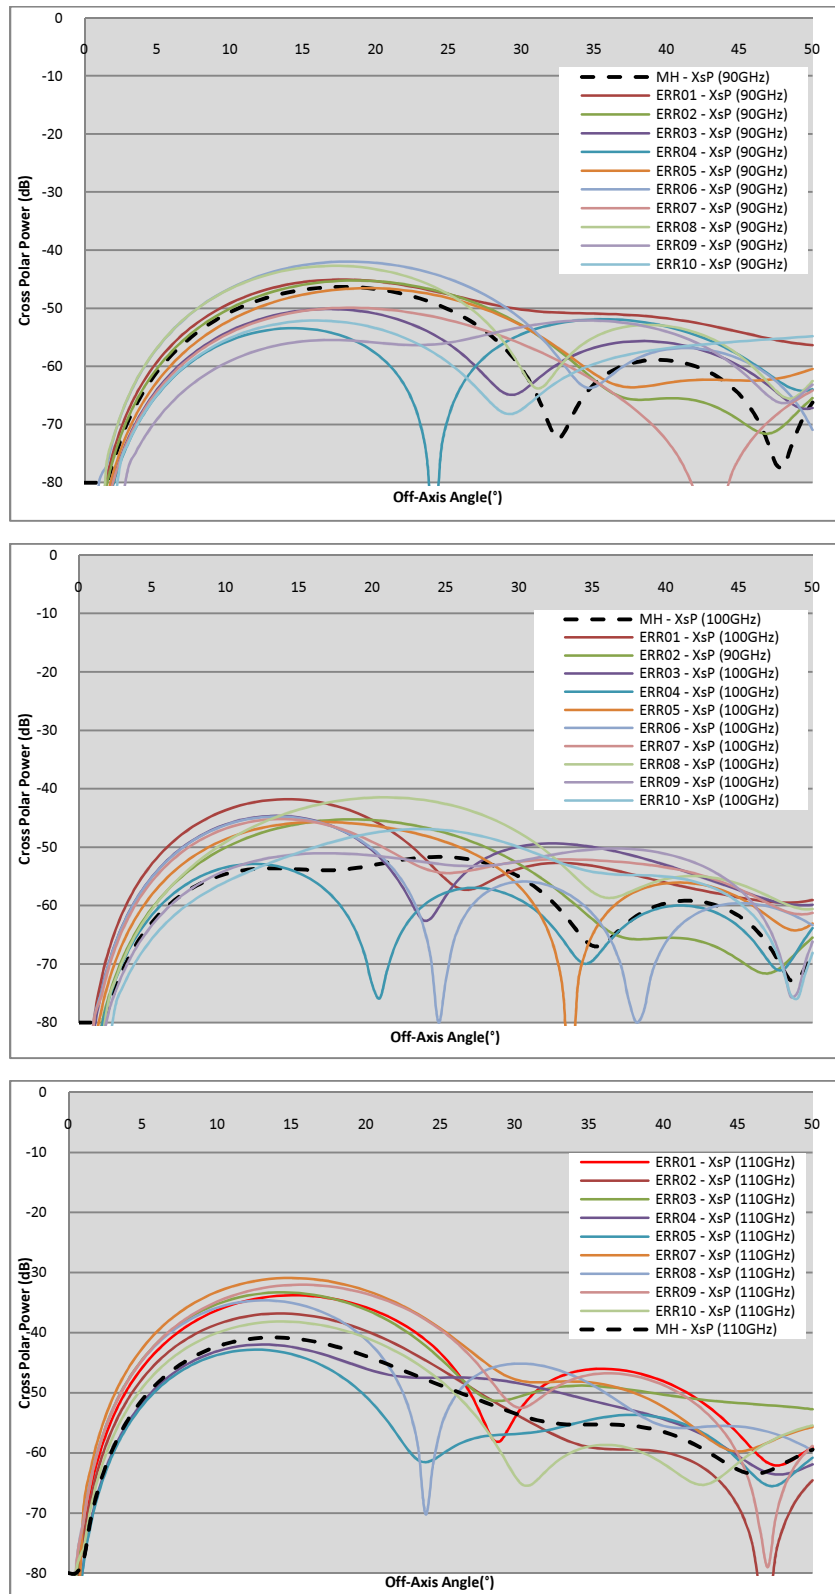 0
0 5 10 15 20 25 30 35 40 45 50
-10
-20
-30
-40
-50
-60
-70
-80
Cross Polar Power (dB)
Off-Axis Angle(°)
MH - XsP (90GHz)
ERR01 - XsP (90GHz)
ERR02 - XsP (90GHz)
ERR03 - XsP (90GHz)
ERR04 - XsP (90GHz)
ERR05 - XsP (90GHz)
ERR06 - XsP (90GHz)
ERR07 - XsP (90GHz)
ERR08 - XsP (90GHz)
ERR09 - XsP (90GHz)
ERR10 - XsP (90GHz)
0
0 5 10 15 20 25 30 35 40 45 50
-10
-20
-30
-40
-50
-60
-70
-80
Cross Polar Power (dB)
Off-Axis Angle(°)
MH - XsP (100GHz)
ERR01 - XsP (100GHz)
ERR02 - XsP (90GHz)
ERR03 - XsP (100GHz)
ERR04 - XsP (100GHz)
ERR05 - XsP (100GHz)
ERR06 - XsP (100GHz)
ERR07 - XsP (100GHz)
ERR08 - XsP (100GHz)
ERR09 - XsP (100GHz)
ERR10 - XsP (100GHz)
0
0 5 10 15 20 25 30 35 40 45 50
-10
-20
-30
-40
-50
-60
-70
-80
Cross Polar Power (dB)
Off-Axis Angle(°)
ERR01 - XsP (110GHz)
ERR02 - XsP (110GHz)
ERR03 - XsP (110GHz)
ERR04 - XsP (110GHz)
ERR05 - XsP (110GHz)
ERR07 - XsP (110GHz)
ERR08 - XsP (110GHz)
ERR09 - XsP (110GHz)
ERR10 - XsP (110GHz)
MH - XsP (110GHz)